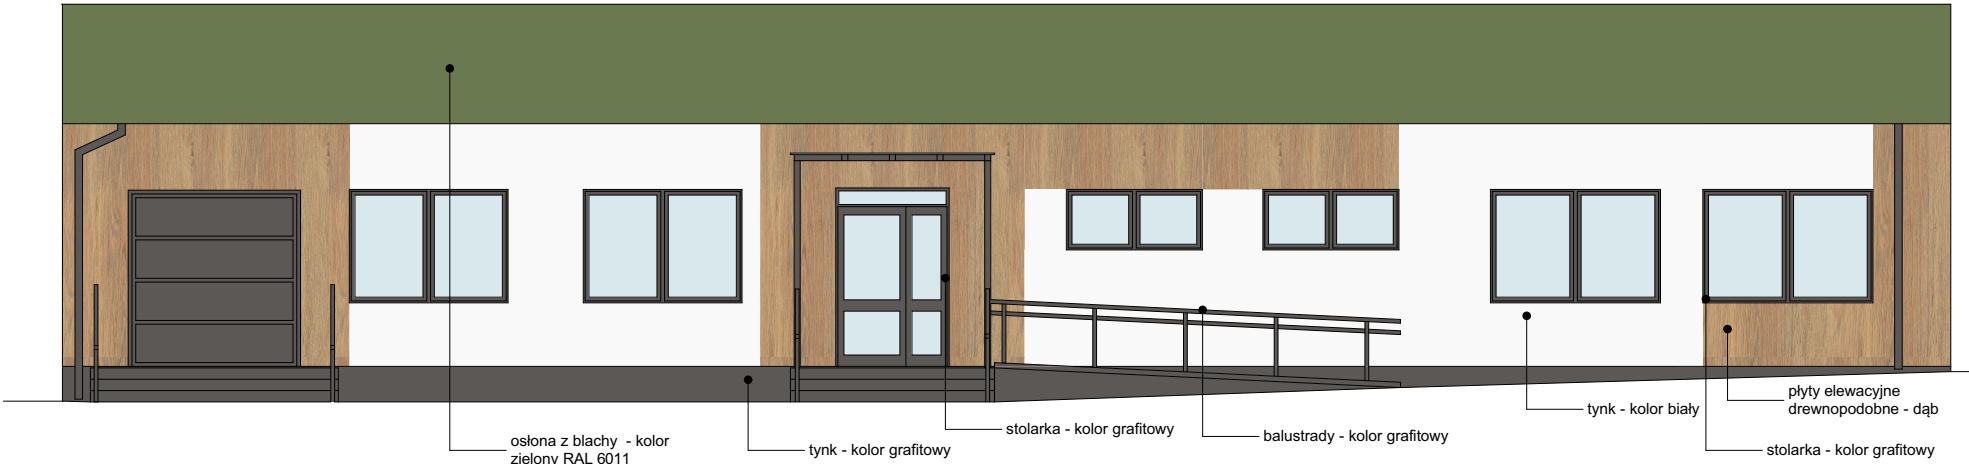 płyty elewacyjne
drewnopodobne - dąb
tynk - kolor biały
stolarka - kolor grafitowy
balustrady - kolor grafitowy
osłona z blachy - kolor
zielony RAL 6011
tynk - kolor grafitowy
stolarka - kolor grafitowy